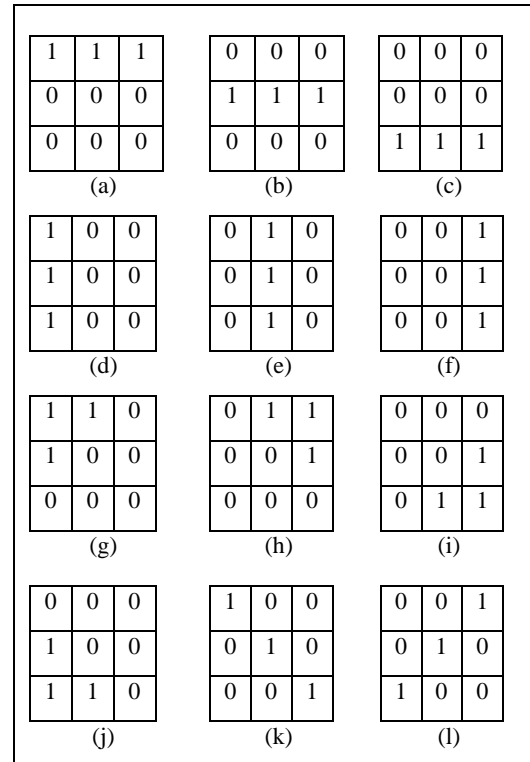 1 1 1 0 0 0 0 0 0
0 0 0 1 1 1 0 0 0
0 0 0 0 0 0 1 1 1
(a) (b) (c)
1 0 0 0 1 0 0 0 1
1 0 0 0 1 0 0 0 1
1 0 0 0 1 0 0 0 1
(d) (e) (f)
1 1 0 0 1 1 0 0 0
1 0 0 0 0 1 0 0 1
0 0 0 0 0 0 0 1 1
(g) (h) (i)
0 0 0 1 0 0 0 0 1
1 0 0 0 1 0 0 1 0
1 1 0 0 0 1 1 0 0
(j) (k) (l)